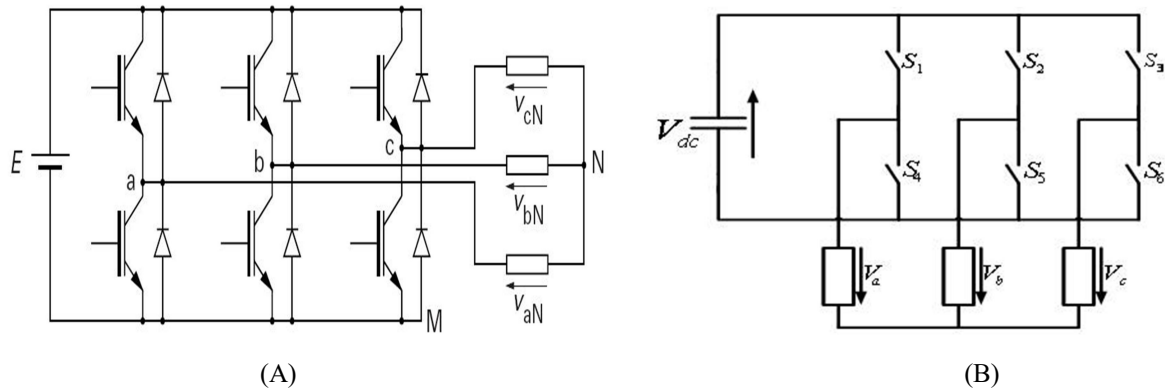 E
a
b
c
v_cN
v_bN
v_aN
N
M
(A)
V_dc
S_1
S_2
S_3
S_4
S_5
S_6
V_a
V_b
V_c
(B)